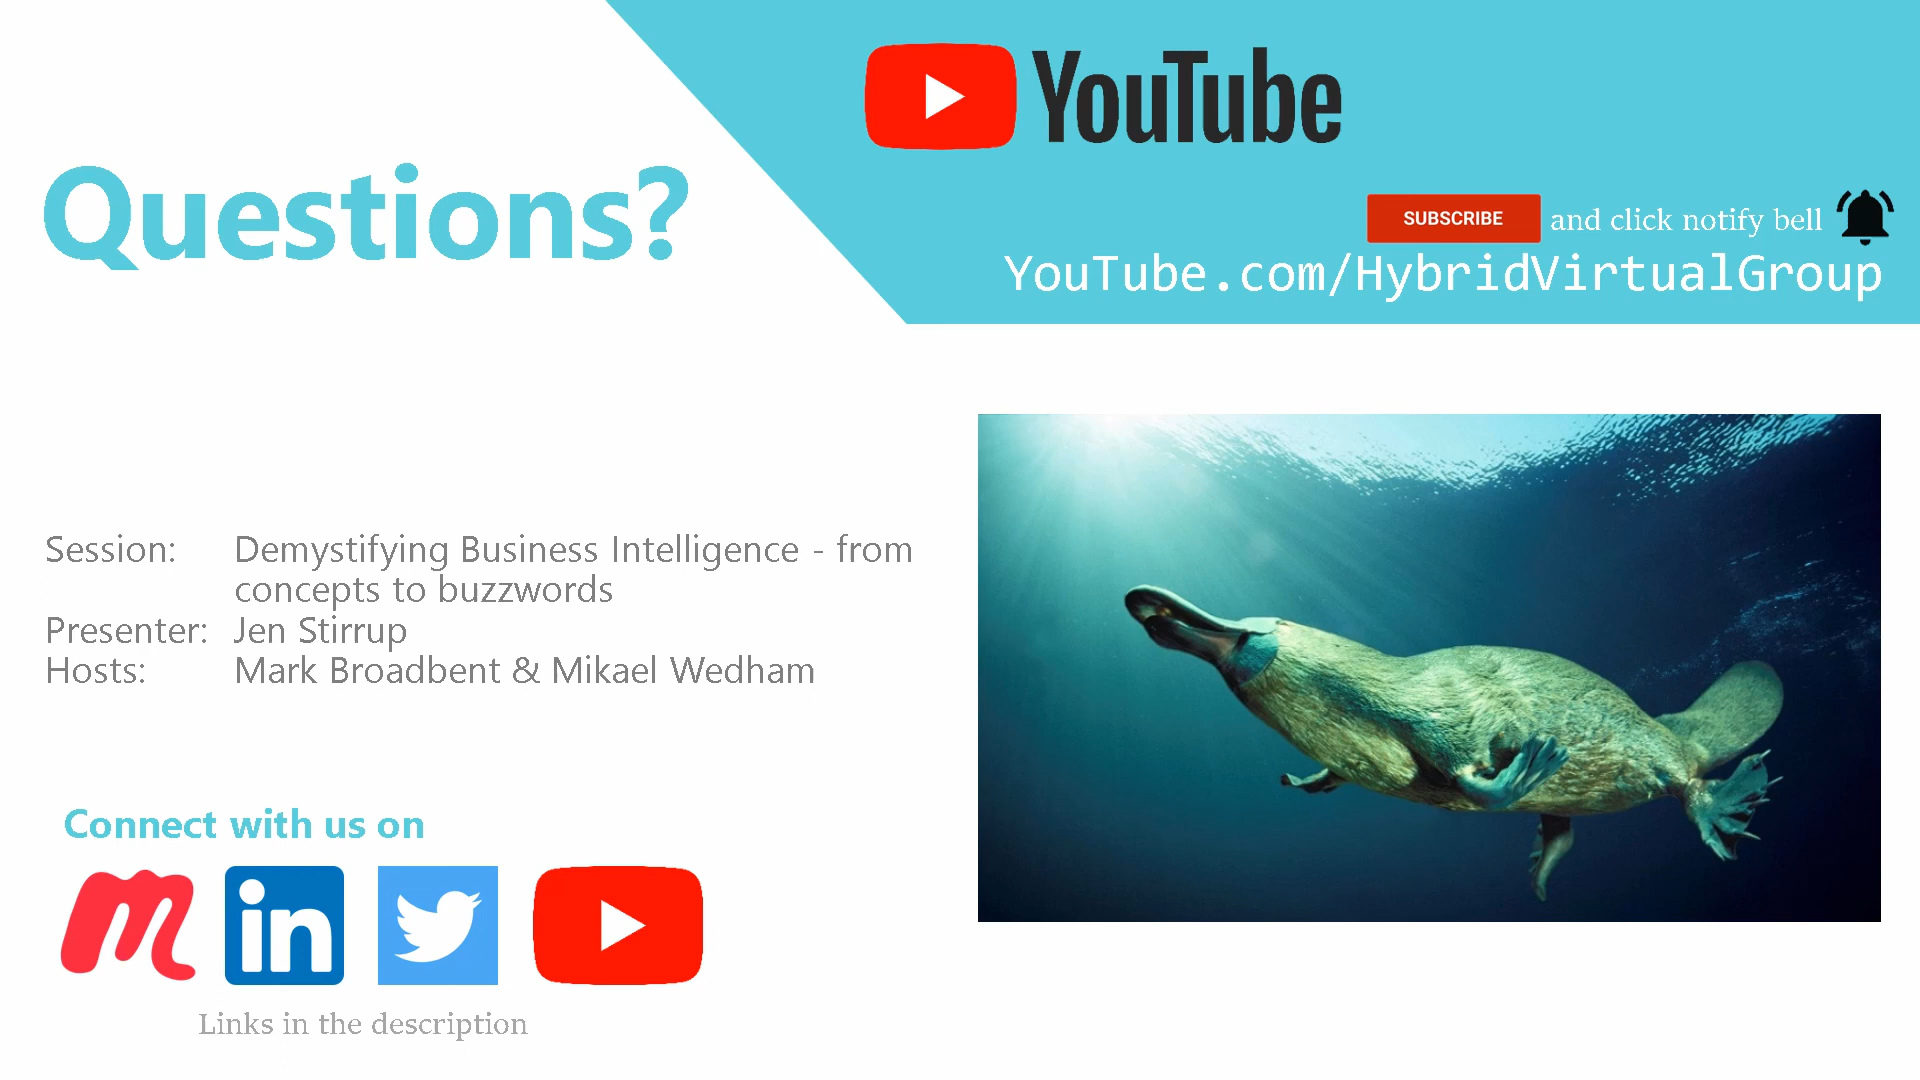 YouTube
Questions?
SUBSCRIBE and click notify bell
YouTube.com/HybridVirtualGroup
Session: Demystifying Business Intelligence - from
concepts to buzzwords
Presenter: Jen Stirrup
Hosts: Mark Broadbent & Mikael Wedham
Connect with us on
m in
Links in the description